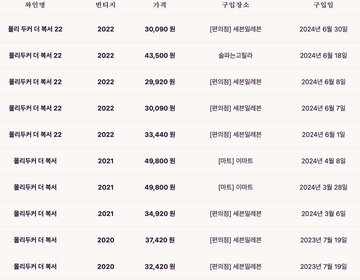 와인명 빈티지 가격 구입장소 구입일
몰리 두커 더 복서 22 2022 30,090 원 [편의점] 세븐일레븐 2024년 6월 30일
몰리두커 더 복서 22 2022 43,500 원 술파는고릴라 2024년 6월 18일
몰리두커 더 복서 22 2022 29,920 원 [편의점] 세븐일레븐 2024년 6월 8일
몰리두커 더 복서 22 2022 30,090 원 [편의점] 세븐일레븐 2024년 6월 7일
몰리두커 더 복서 22 2022 33,440 원 [편의점] 세븐일레븐 2024년 6월 1일
몰리두커 더 복서 2021 49,800 원 [마트] 이마트 2024년 4월 8일
몰리두커 더 복서 2021 49,800 원 [마트] 이마트 2024년 3월 28일
몰리두커 더 복서 2021 34,920 원 [편의점] 세븐일레븐 2024년 3월 6일
몰리두커 더 복서 2020 37,420 원 [편의점] 세븐일레븐 2023년 7월 19일
몰리두커 더 복서 2020 32,420 원 [편의점] 세븐일레븐 2023년 7월 19일